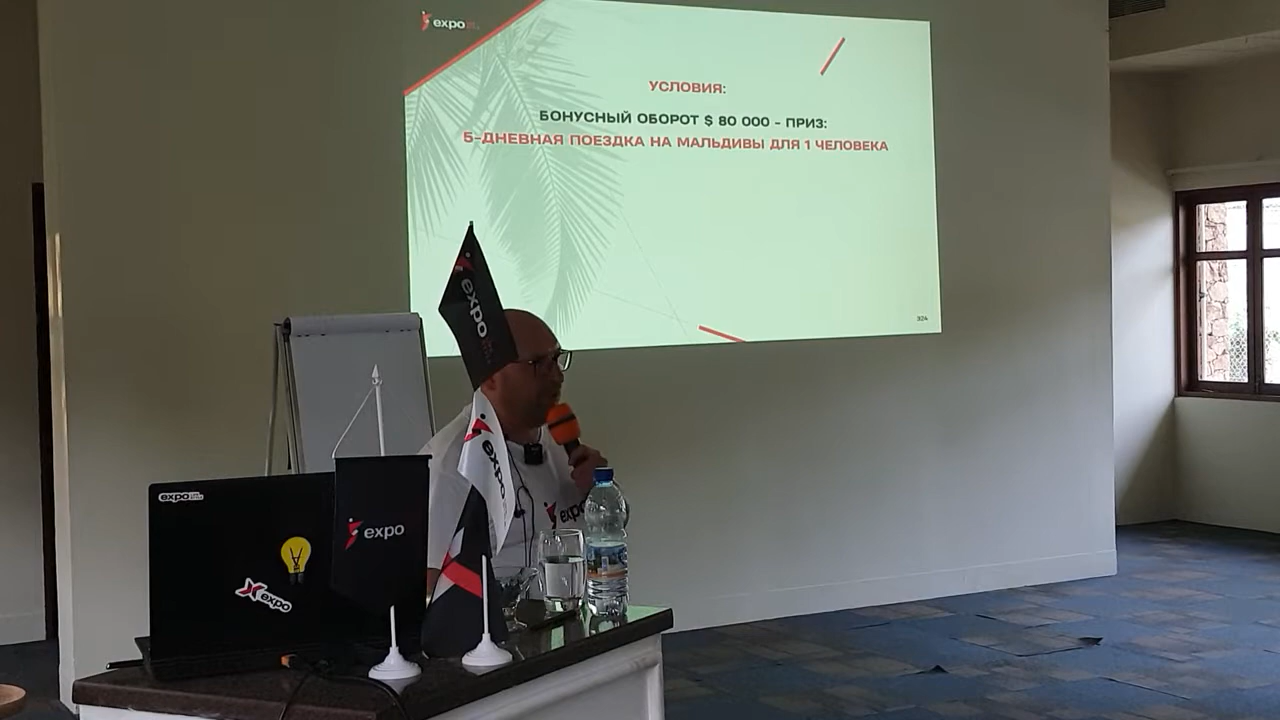 expo
УСЛОВИЯ:
БОНУСНЫЙ ОБОРОТ $ 80 000 - ПРИЗ:
5-ДНЕВНАЯ ПОЕЗДКА НА МАЛЬДИВЫ ДЛЯ 1 ЧЕЛОВЕКА
324
expo
expo
expo
expo
expo
expo